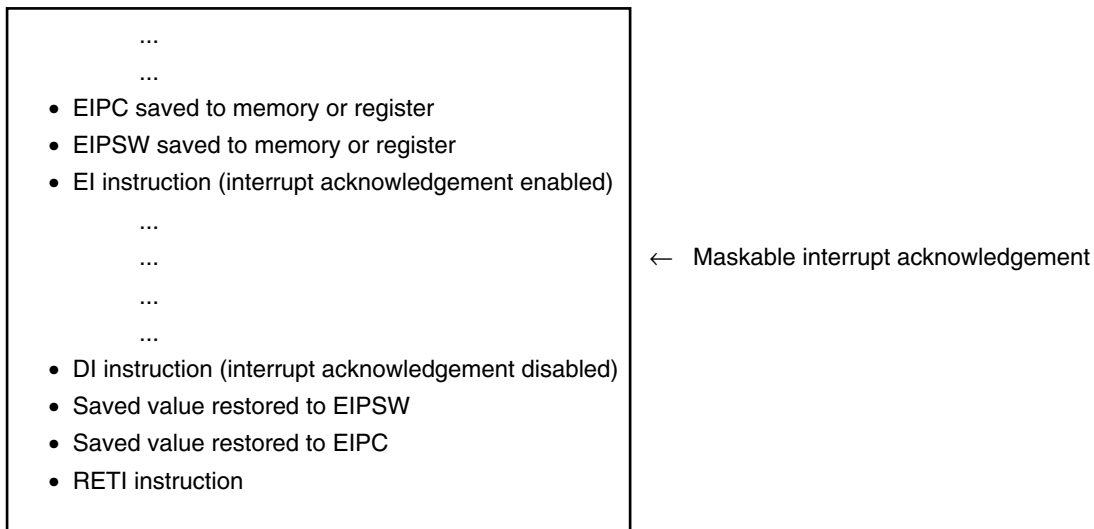 ...
...
• EIPC saved to memory or register
• EIPSW saved to memory or register
• EI instruction (interrupt acknowledgement enabled)
...
...
← Maskable interrupt acknowledgement
...
...
• DI instruction (interrupt acknowledgement disabled)
• Saved value restored to EIPSW
• Saved value restored to EIPC
• RETI instruction